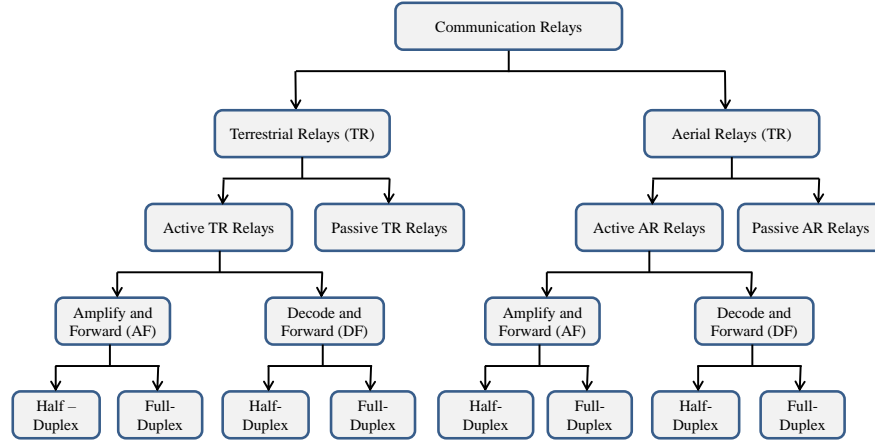 Communication Relays
Terrestrial Relays (TR)
Aerial Relays (TR)
Active TR Relays
Passive TR Relays
Active AR Relays
Passive AR Relays
Amplify and
Forward (AF)
Decode and
Forward (DF)
Amplify and
Forward (AF)
Decode and
Forward (DF)
Half –
Duplex
Full-
Duplex
Half-
Duplex
Full-
Duplex
Half-
Duplex
Full-
Duplex
Half-
Duplex
Full-
Duplex